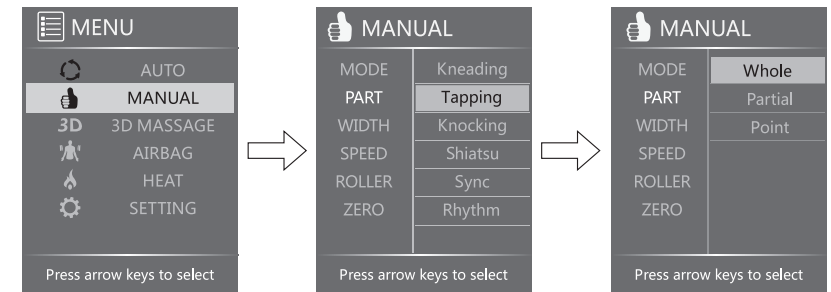 MENU
AUTO
MANUAL
3D 3D MASSAGE
AIRBAG
HEAT
SETTING
Press arrow keys to select
MANUAL
MODE Kneading
PART Tapping
WIDTH Knocking
SPEED Shiatsu
ROLLER Sync
ZERO Rhythm
Press arrow keys to select
MANUAL
MODE Whole
PART Partial
WIDTH Point
SPEED
ROLLER
ZERO
Press arrow keys to select